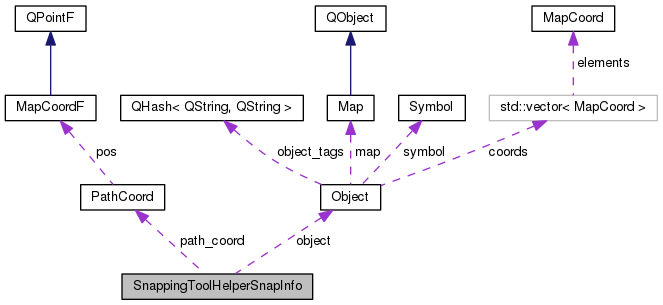 QPointF
QObject
MapCoord
elements
MapCoordF
QHash< QString, QString >
Map
Symbol
std::vector< MapCoord >
pos
object_tags
map
symbol
coords
PathCoord
Object
path_coord
object
SnappingToolHelperSnapInfo